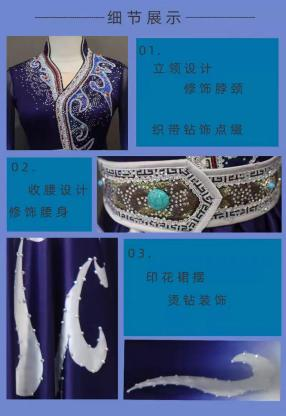 细节展示
01.
立领设计
修饰脖颈
织带钻饰点缀
02.
收腰设计
修饰腰身
03.
印花裙摆
烫钻装饰